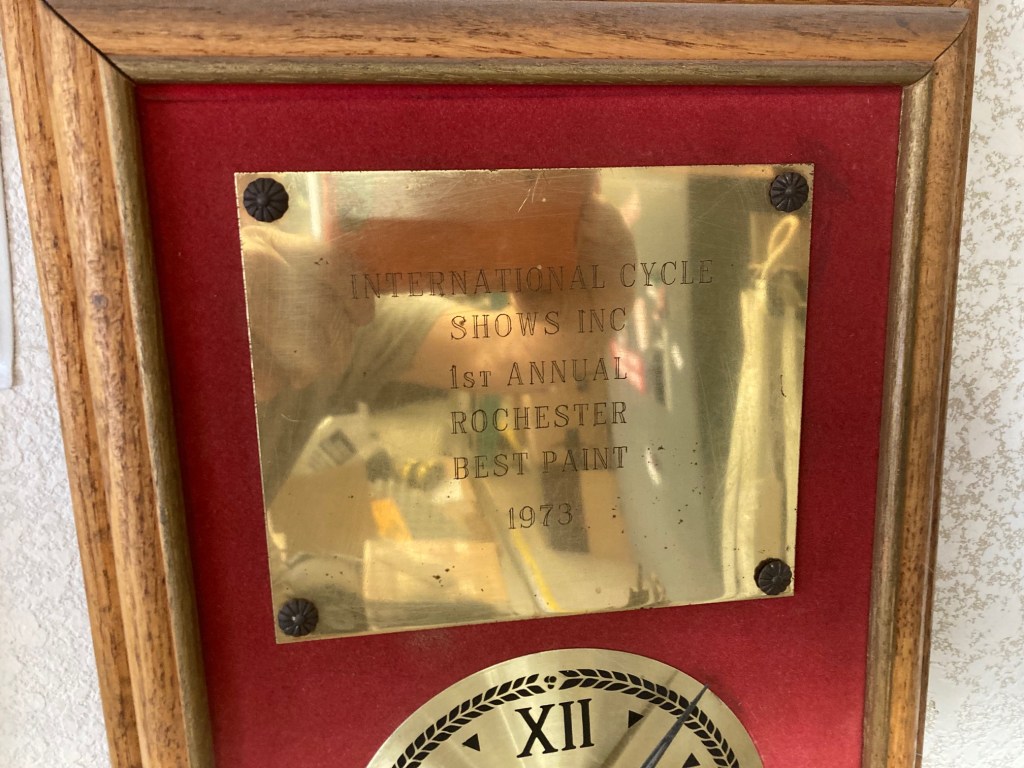 INTERNATIONAL CYCLE
SHOWS INC
1ST ANNUAL
ROCHESTER
BEST PAINT
1973
XII